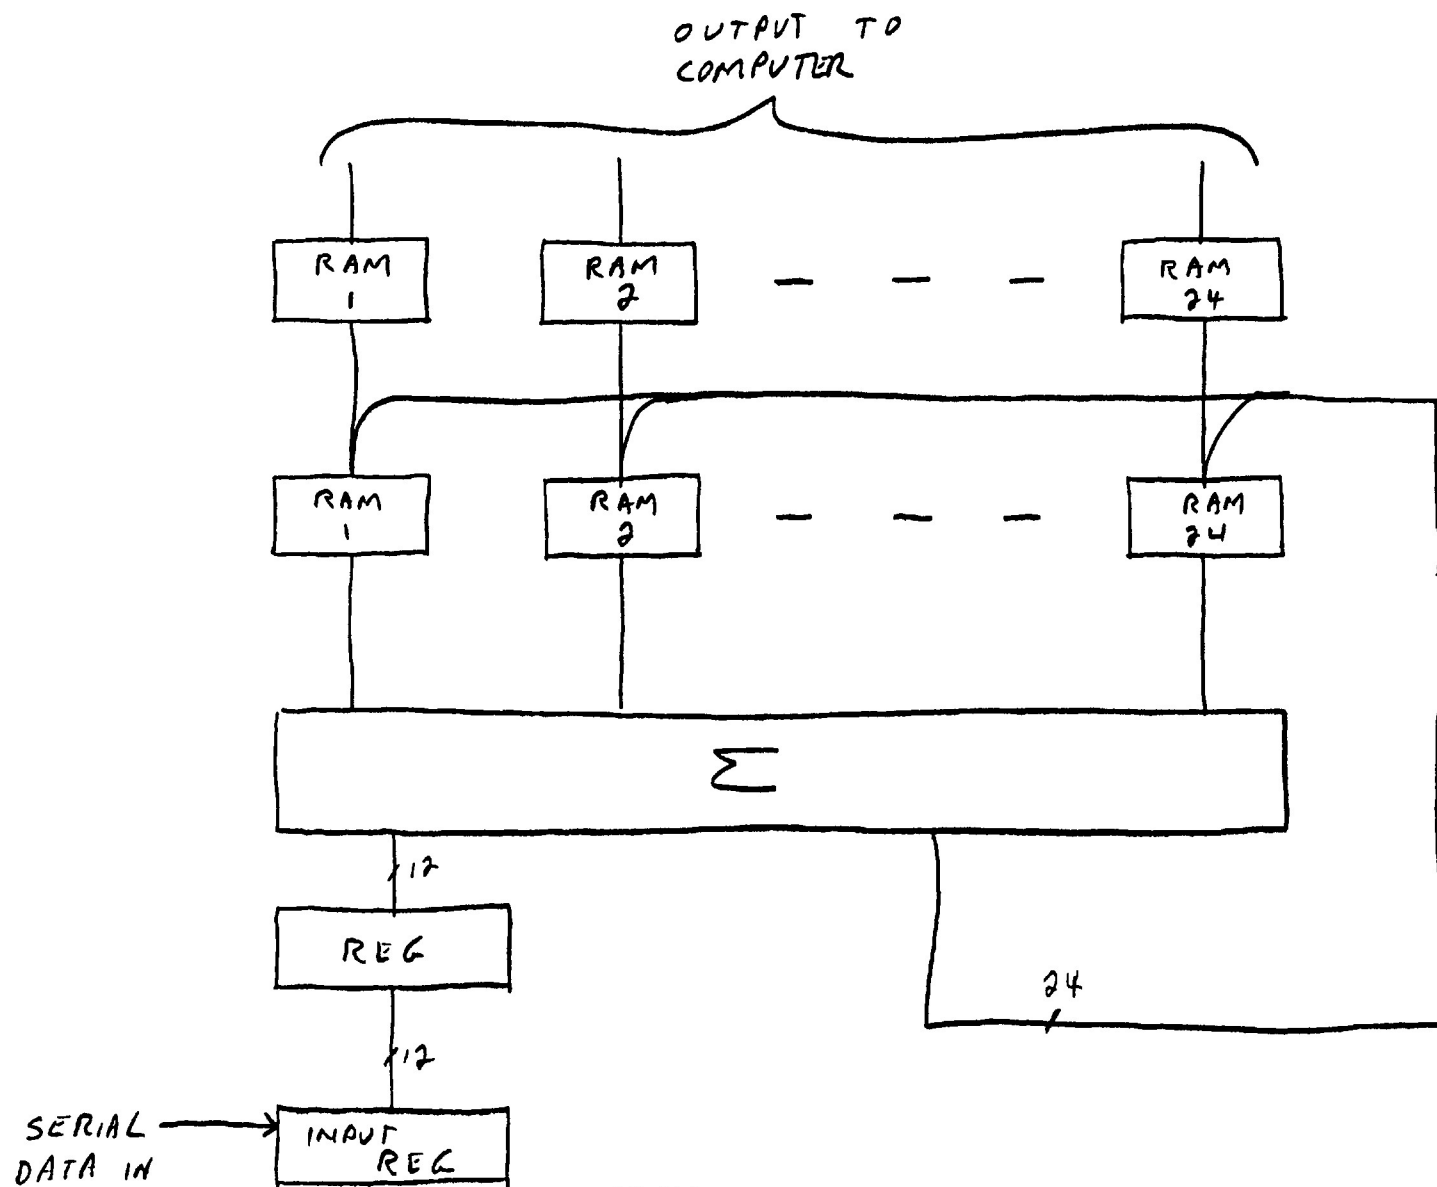 OUTPUT TO
COMPUTER
RAM
1
RAM
2
RAM
24
RAM
1
RAM
2
RAM
24
Σ
12
REG
24
12
SERIAL
DATA IN
INPUT
REG